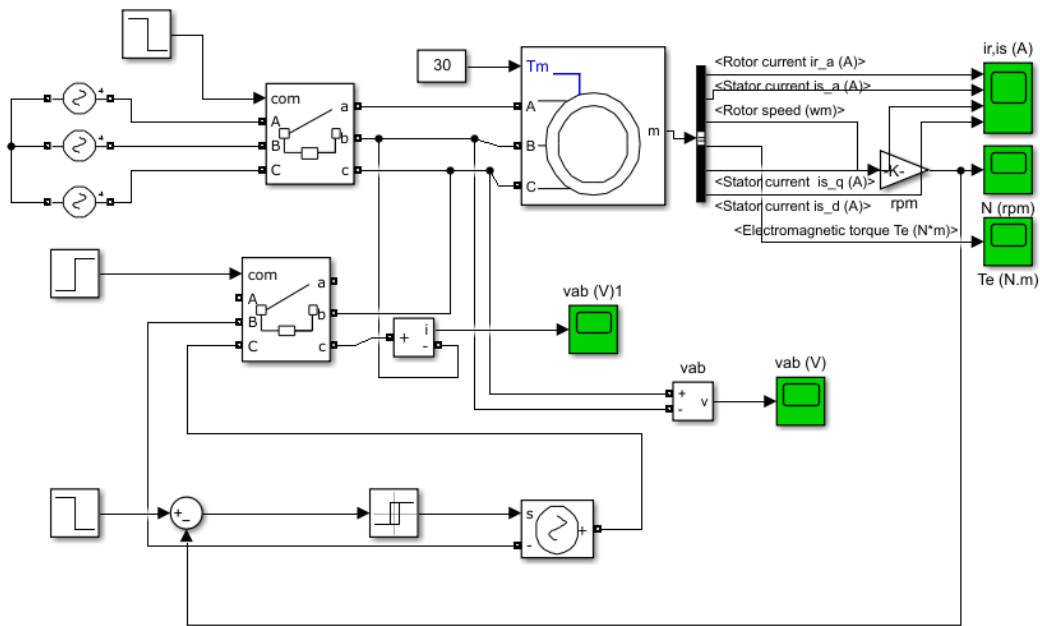 ir,is (A)
30
Tm
<Rotor current ir_a (A)>
<Stator current is_a (A)>
<Rotor speed (wm)>
com
A
B
C
a
b
c
A
B
C
m
-K-
rpm
<Stator current is_q (A)>
<Stator current is_d (A)>
<Electromagnetic torque Te (N*m)>
N (rpm)
Te (N.m)
com
A
B
C
a
b
c
vab (V)1
+
i
-
vab
vab (V)
+
-
v
+
-
s
-
+